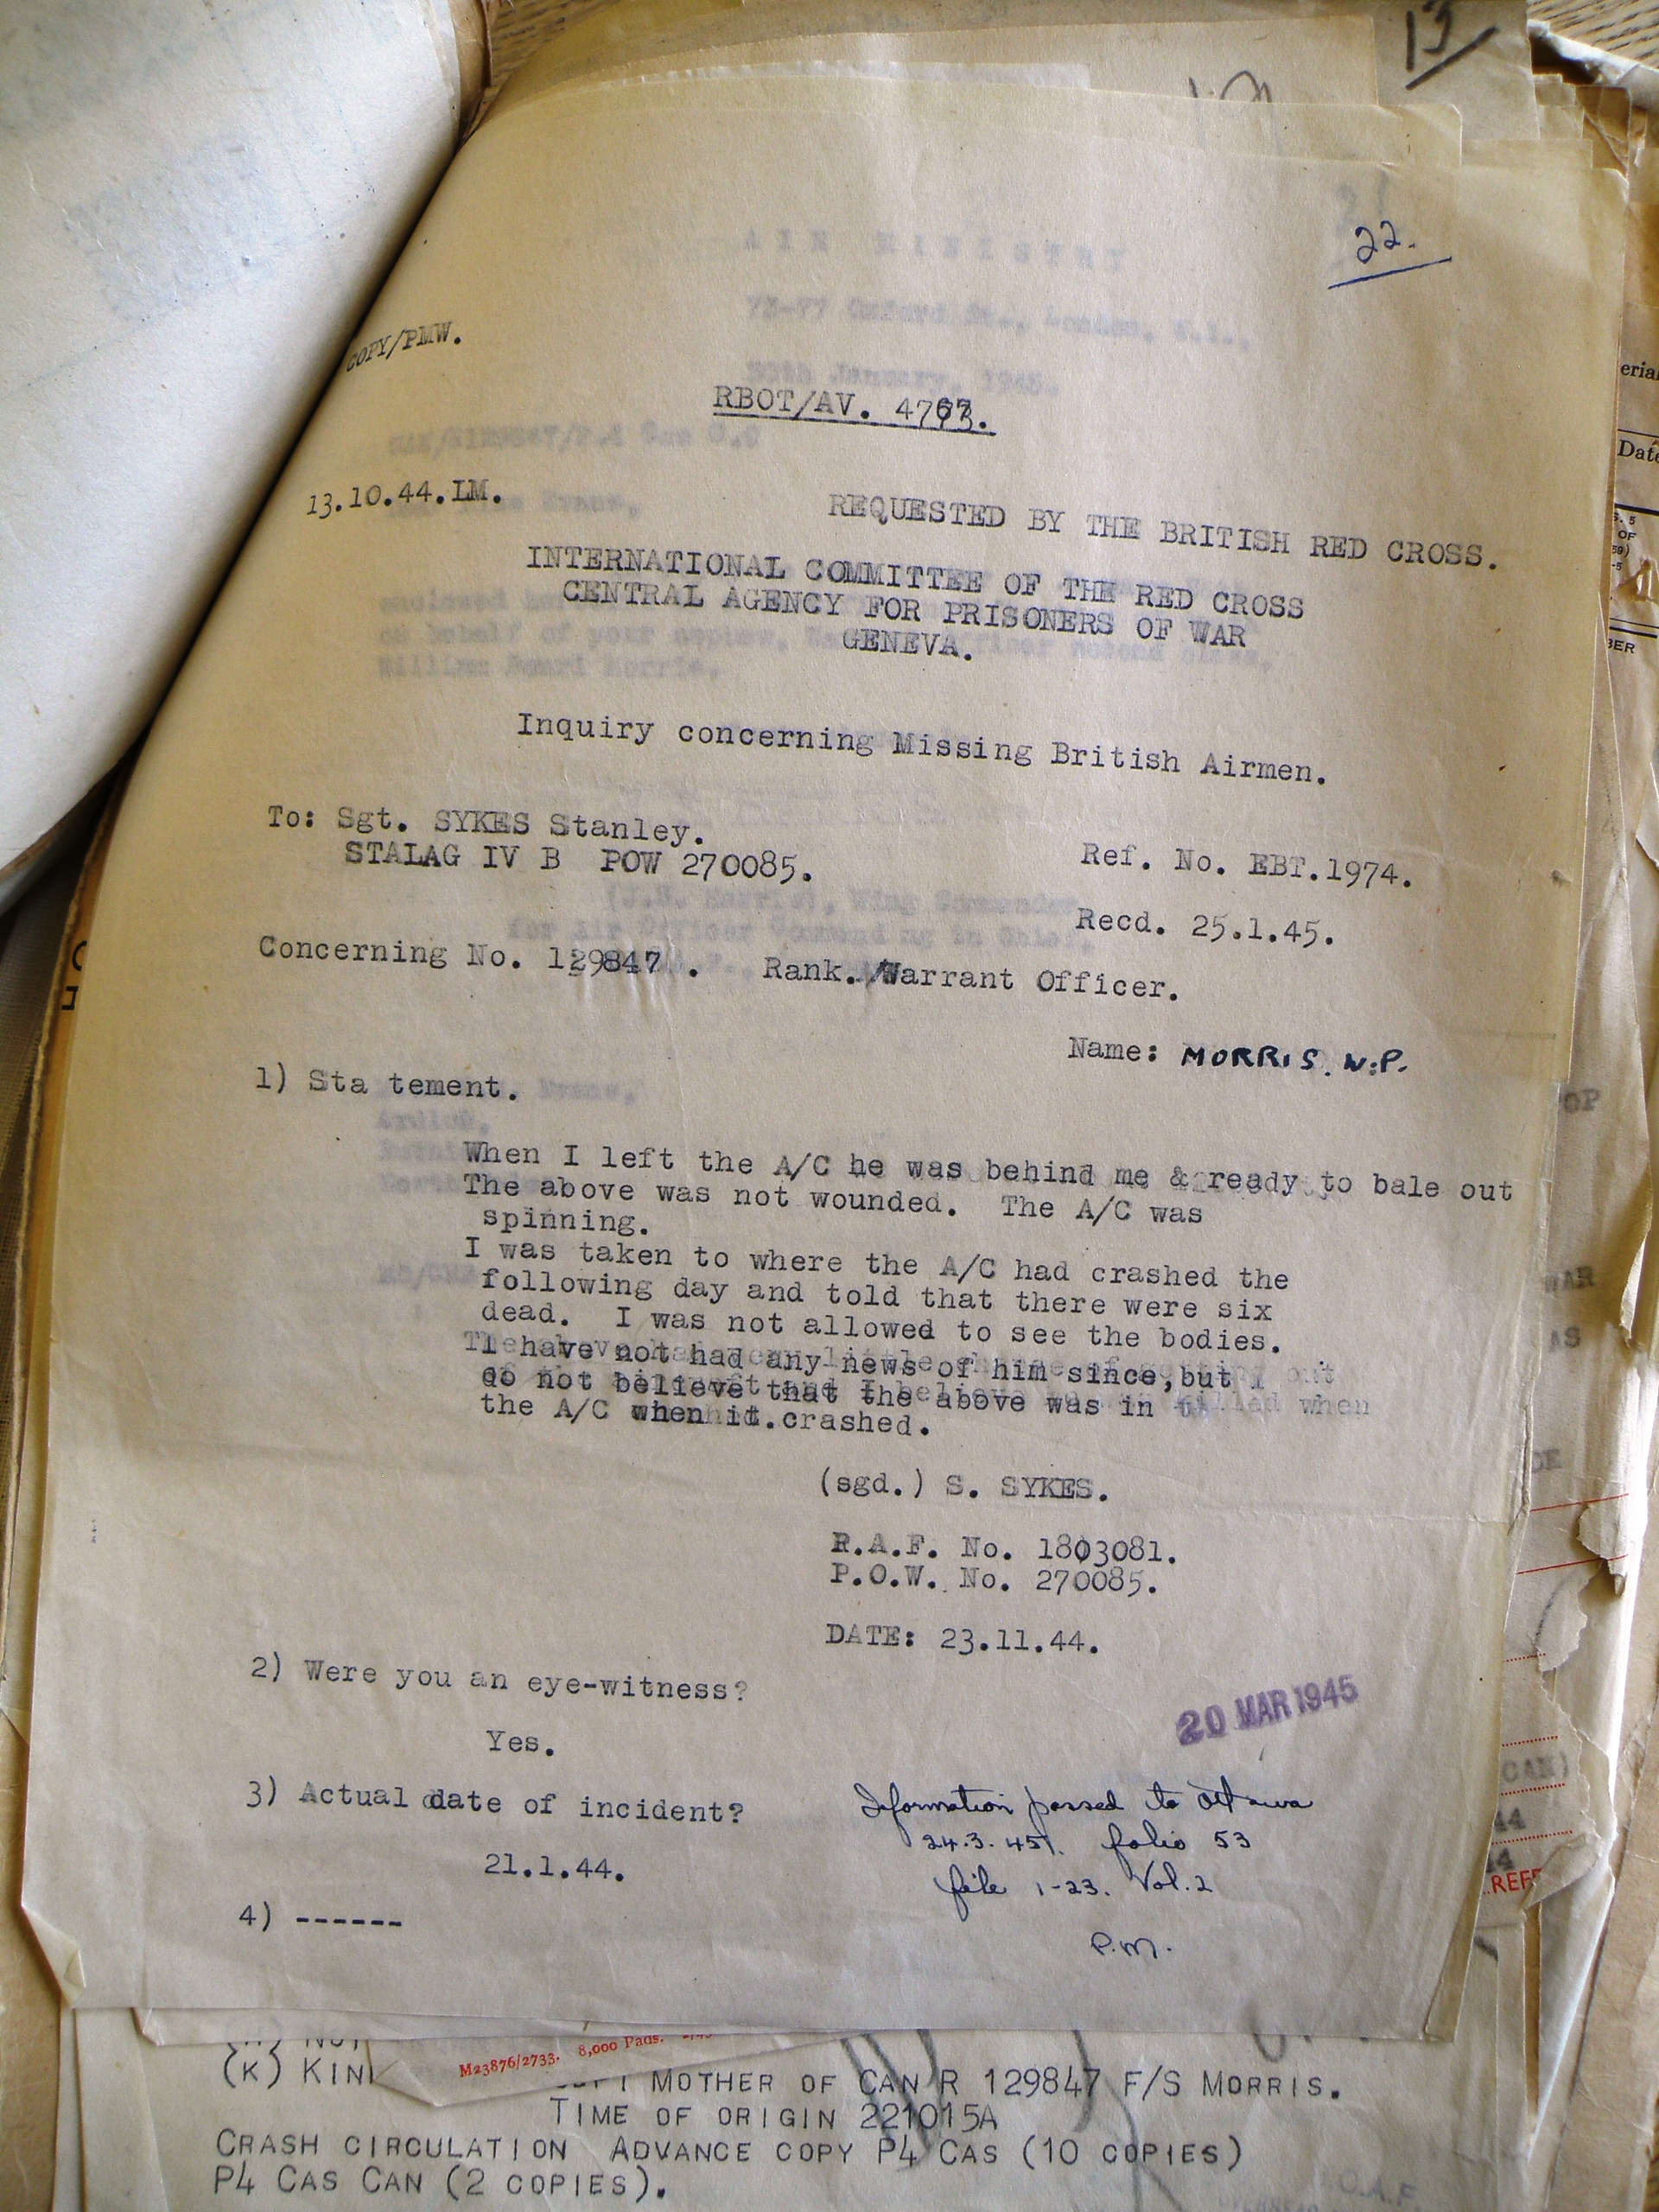 13
22.
COPY/PMW.
RBOT/AV. 4763.
13.10.44.LM.
REQUESTED BY THE BRITISH RED CROSS.
INTERNATIONAL COMMITTEE OF THE RED CROSS
CENTRAL AGENCY FOR PRISONERS OF WAR
GENEVA.
Inquiry concerning Missing British Airmen.
To: Sgt. SYKES Stanley.
STALAG IV B POW 270085.
Ref. No. EBT.1974.
Recd. 25.1.45.
Concerning No. 129847. Rank. Warrant Officer.
Name: MORRIS. W.P.
1) Sta tement.
When I left the A/C he was behind me & ready to bale out
The above was not wounded. The A/C was
spinning.
I was taken to where the A/C had crashed the
following day and told that there were six
dead. I was not allowed to see the bodies.
I have not had any news of him since, but I
do not believe that the above was in
the A/C when it crashed.
(sgd.) S. SYKES.
R.A.F. No. 1803081.
P.O.W. No. 270085.
DATE: 23.11.44.
2) Were you an eye-witness?
Yes.
20 MAR 1945
3) Actual date of incident?
21.1.44.
4) ------
Iformation passed to Ottawa
24.3.45. folio 53
file 1-23. Vol. 2
P.M.
M23876/2733. 8,000 Pads.
(K) KIN MOTHER OF CAN R 129847 F/S MORRIS.
TIME OF ORIGIN 221015A
CRASH CIRCULATION ADVANCE COPY P4 CAS (10 COPIES)
P4 CAS CAN (2 COPIES).